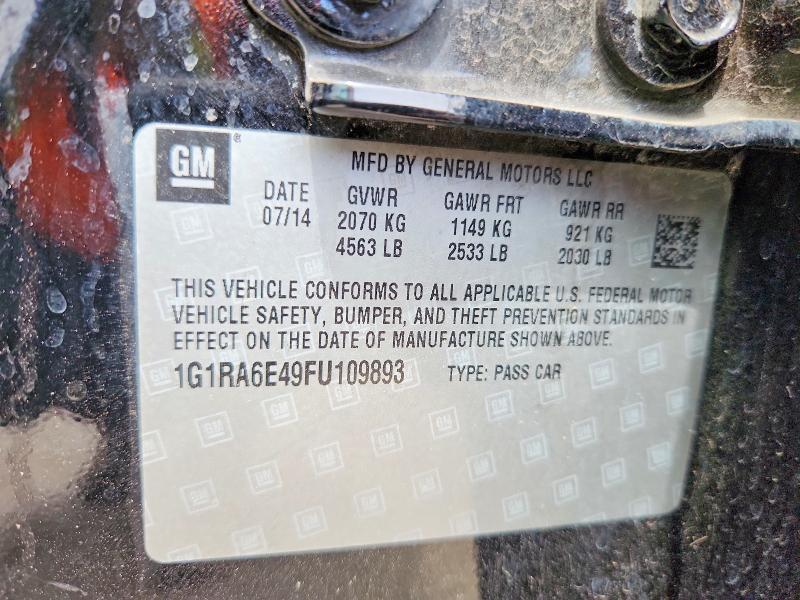 GM ® MFD BY GENERAL MOTORS LLC
DATE GVWR GAWR FRT GAWR RR
07/14 2070 KG 1149 KG 921 KG
4563 LB 2533 LB 2030 LB
THIS VEHICLE CONFORMS TO ALL APPLICABLE U.S. FEDERAL MOTOR
VEHICLE SAFETY, BUMPER, AND THEFT PREVENTION STANDARDS IN
EFFECT ON THE DATE OF MANUFACTURE SHOWN ABOVE.
1G1RA6E49FU109893 TYPE: PASS CAR